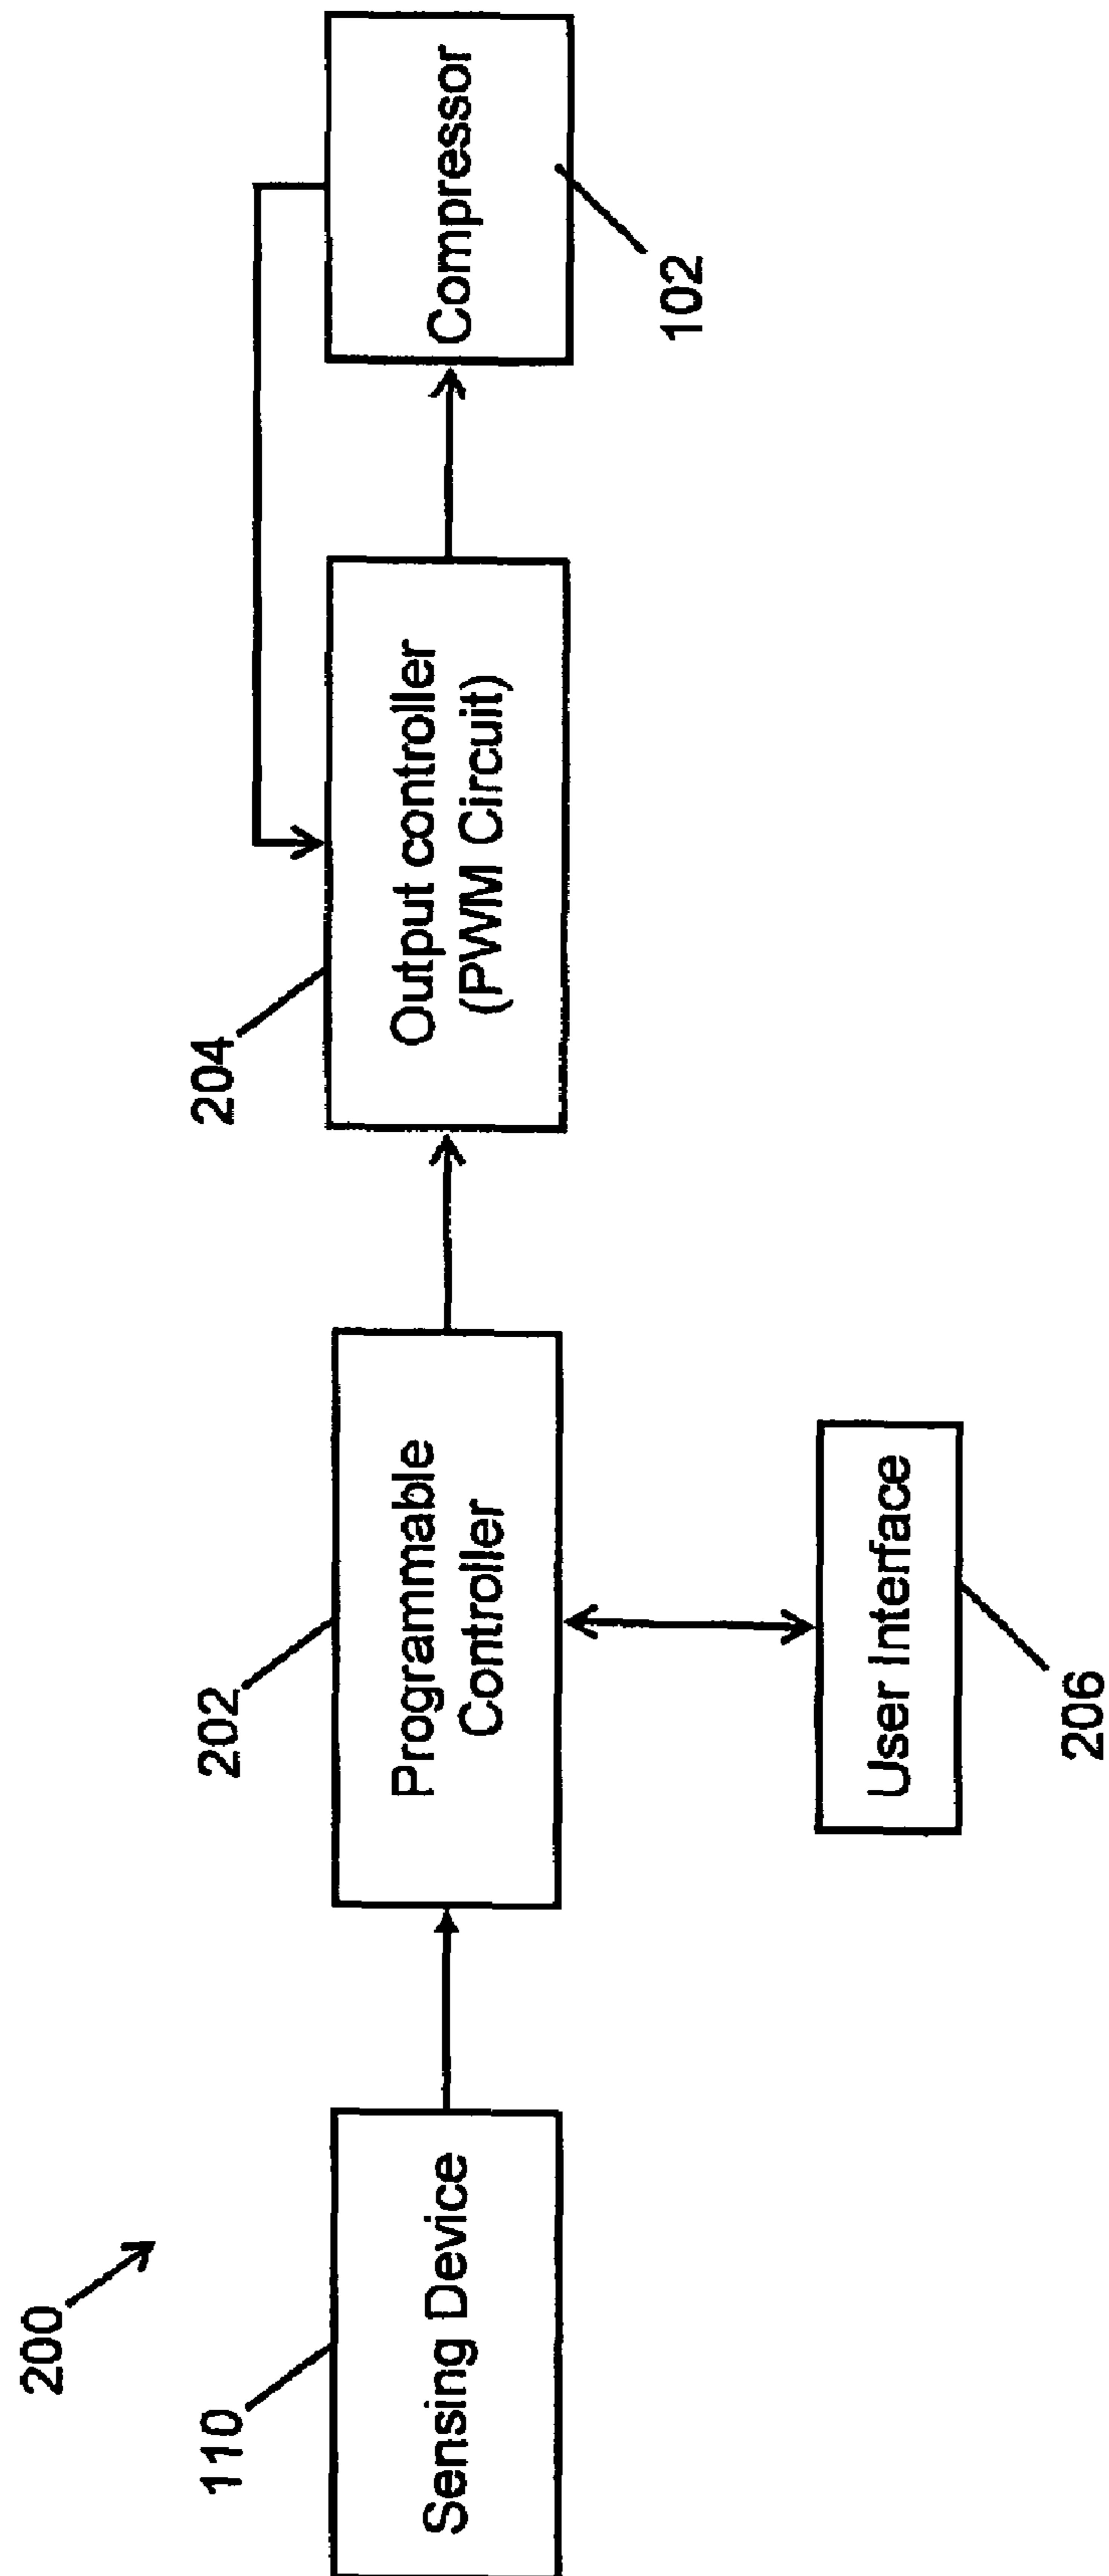 200
110
Sensing Device
202
Programmable
Controller
User Interface
206
204
Output controller
(PWM Circuit)
Compressor
102